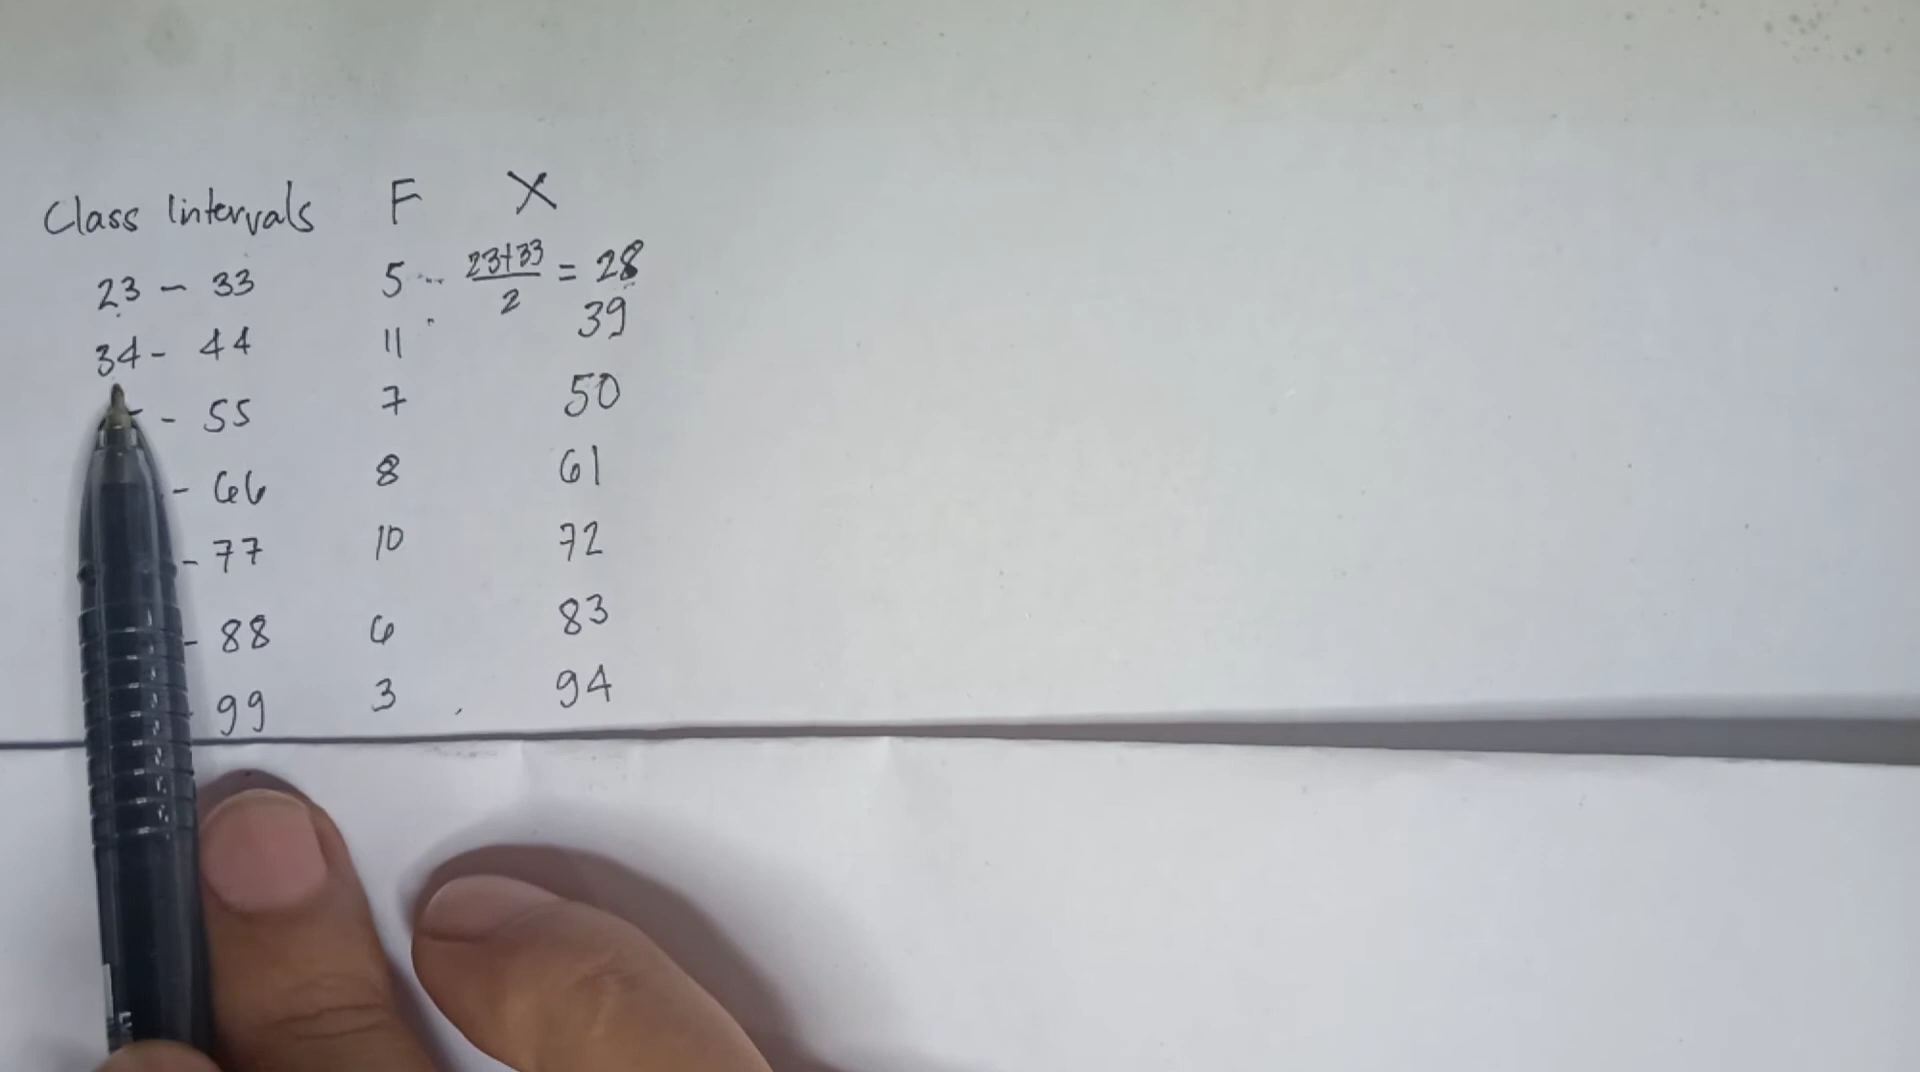 Class Intervals F X
23 - 33 5 ... 23+33/2 = 28
34 - 44 11 39
- 55 7 50
- 66 8 61
- 77 10 72
- 88 6 83
99 3 94